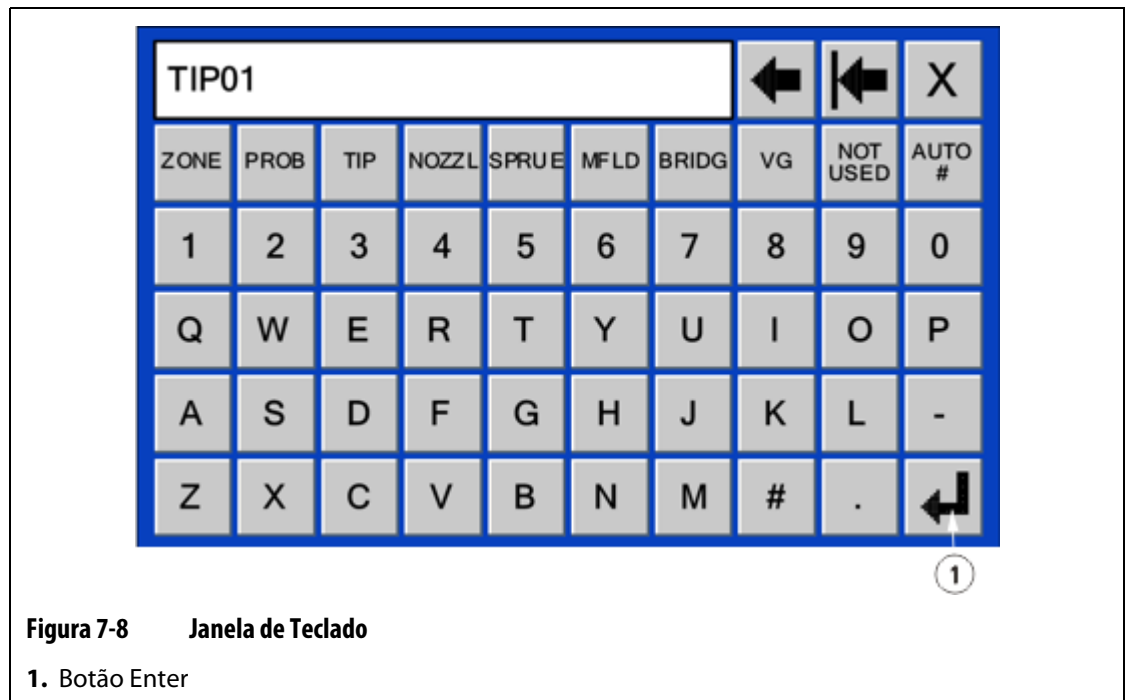 TIP01 X
ZONE PROB TIP NOZZL SPRUE MFLD BRIDG VG NOT USED AUTO #
1 2 3 4 5 6 7 8 9 0
Q W E R T Y U I O P
A S D F G H J K L -
Z X C V B N M # .
1
Figura 7-8 Janela de Teclado
1. Botão Enter